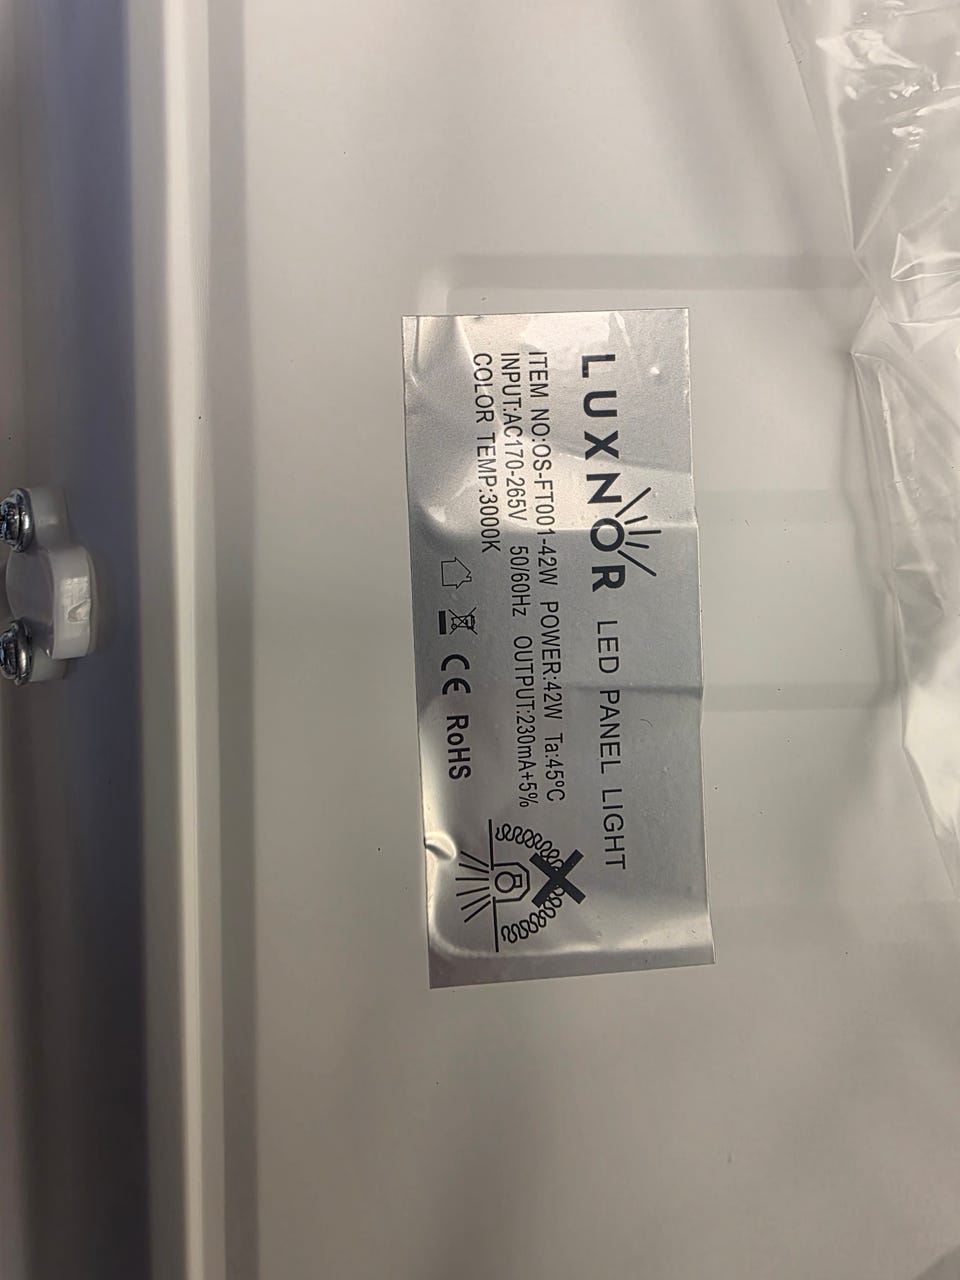 LUXNOR LED PANEL LIGHT
ITEM NO:OS-FT001-42W POWER:42W Ta:45°C
INPUT:AC170-265V 50/60Hz OUTPUT:230mA+5%
COLOR TEMP:3000K
CE RoHS